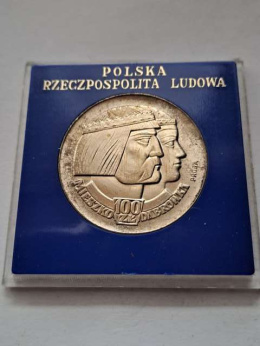 POLSKA
RZECZPOSPOLITA LUDOWA
PRÓBA
100
ZŁ
MIESZKO DĄBRÓWKA